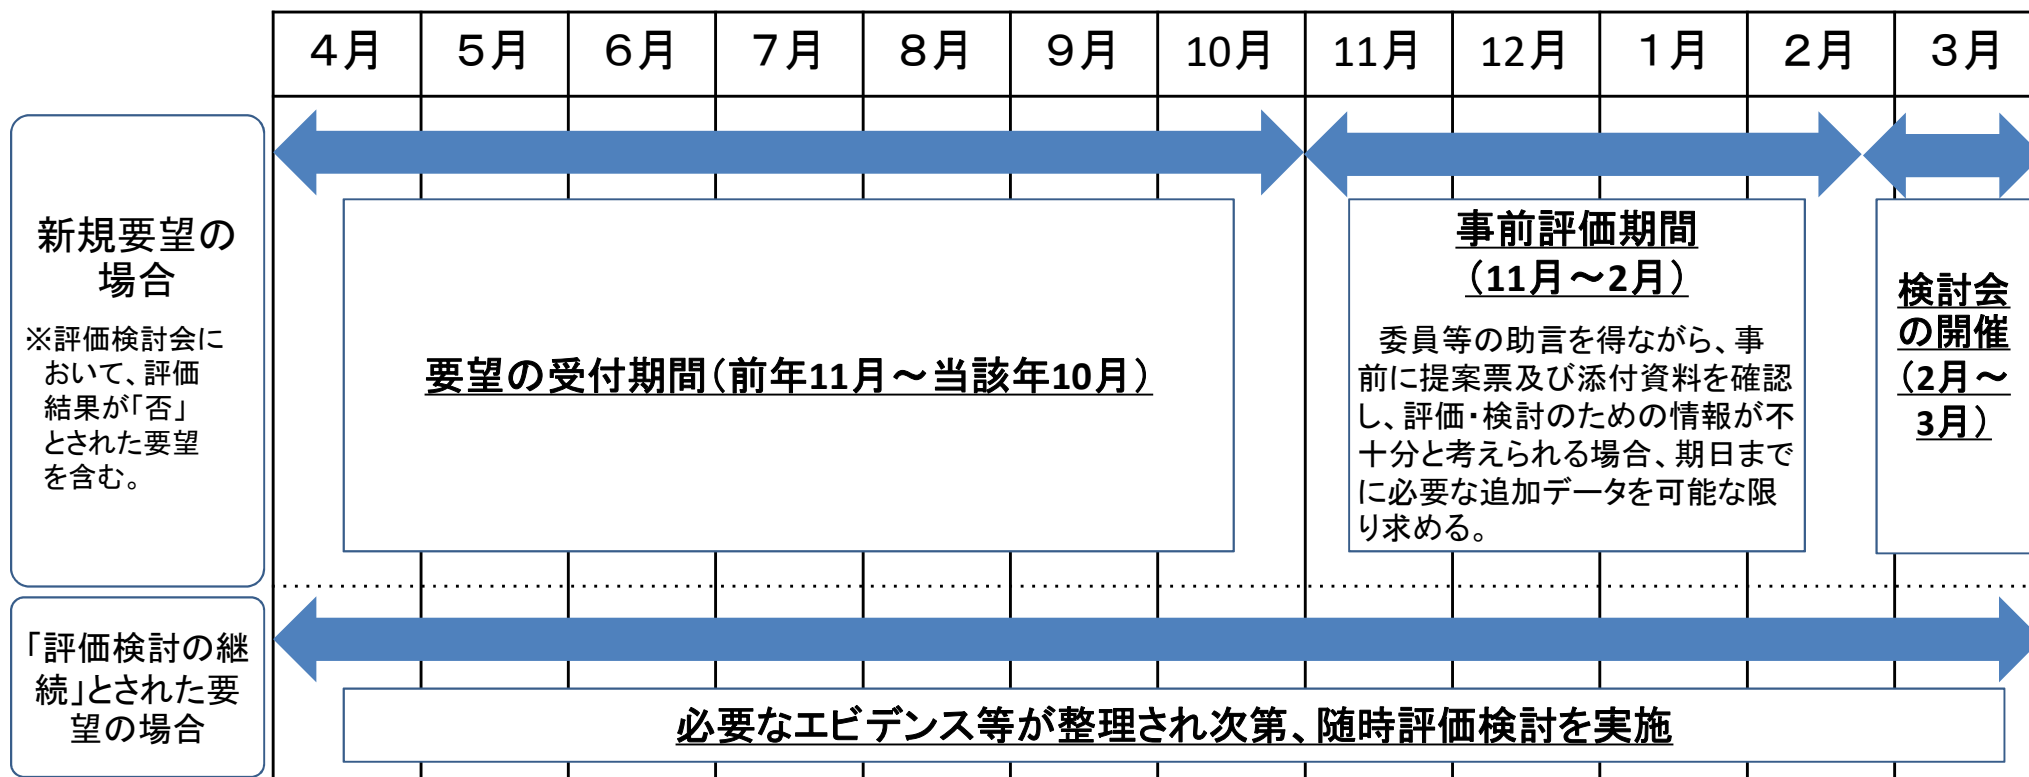 ４月 ５月 ６月 ７月 ８月 ９月 10月 11月 12月 １月 ２月 ３月
新規要望の
場合
※評価検討会に
おいて、評価
結果が「否」
とされた要望
を含む。
要望の受付期間（前年11月～当該年10月）
事前評価期間
（11月～2月）
委員等の助言を得ながら、事
前に提案票及び添付資料を確認
し、評価・検討のための情報が不
十分と考えられる場合、期日まで
に必要な追加データを可能な限
り求める。
検討会
の開催
（2月～
3月）
「評価検討の継
続」とされた要
望の場合
必要なエビデンス等が整理され次第、随時評価検討を実施